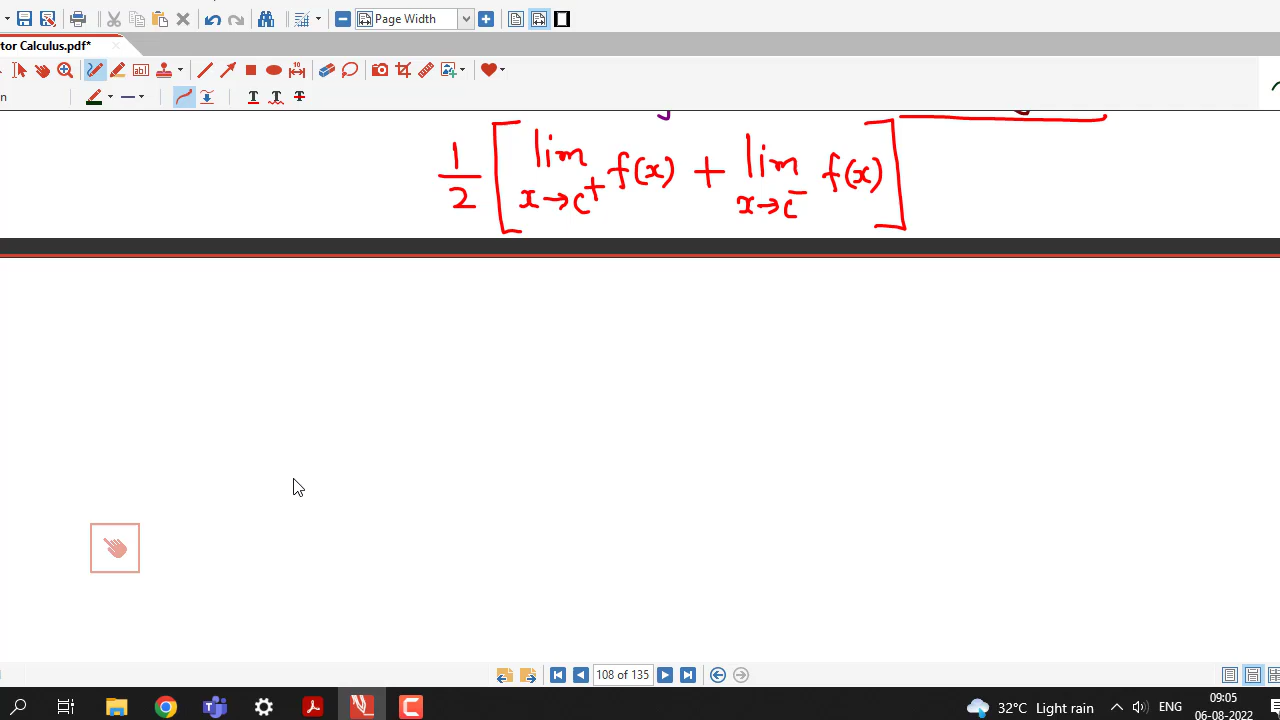 Page Width
tor Calculus.pdf*
10
n
T T T
1/2 [ lim x→c⁺ f(x) + lim x→c⁻ f(x) ]
108 of 135
32°C Light rain ENG 09:05
06-08-2022